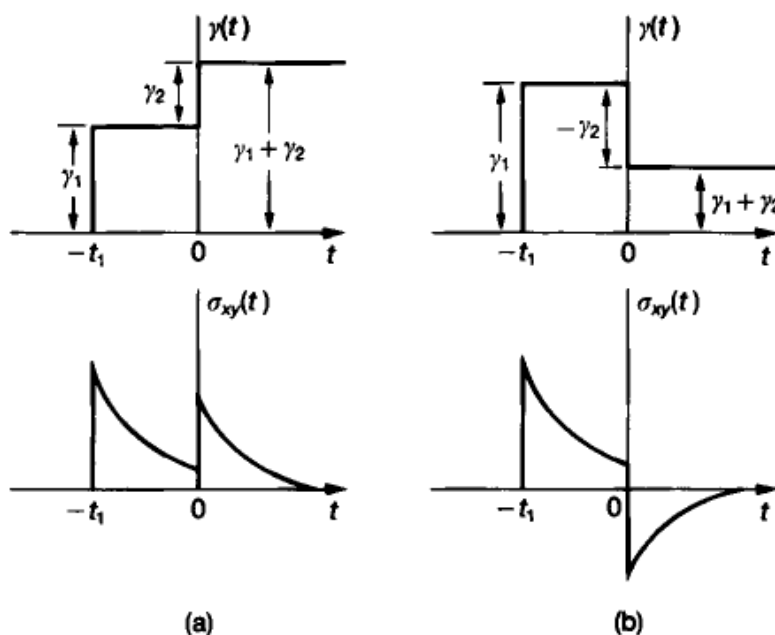 γ(t)
γ₂
γ₁
γ₁ + γ₂
−t₁
0
t
σxy(t)
−t₁
0
t
(a)
γ(t)
−γ₂
γ₁
γ₁ + γ₂
−t₁
0
t
σxy(t)
−t₁
0
t
(b)